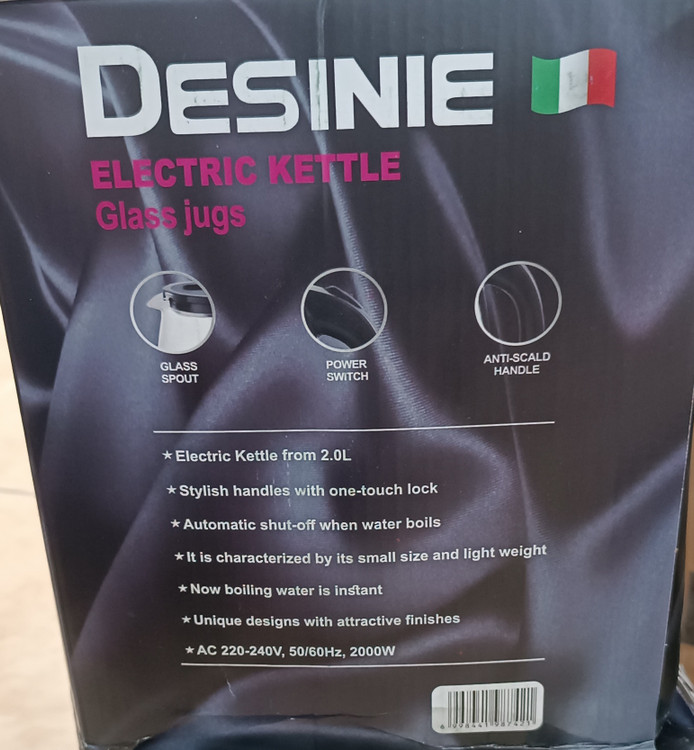 DESINIE
ELECTRIC KETTLE
Glass jugs
GLASS
SPOUT
POWER
SWITCH
ANTI-SCALD
HANDLE
★Electric Kettle from 2.0L
★Stylish handles with one-touch lock
★Automatic shut-off when water boils
★It is characterized by its small size and light weight
★Now boiling water is instant
★Unique designs with attractive finishes
★AC 220-240V, 50/60Hz, 2000W